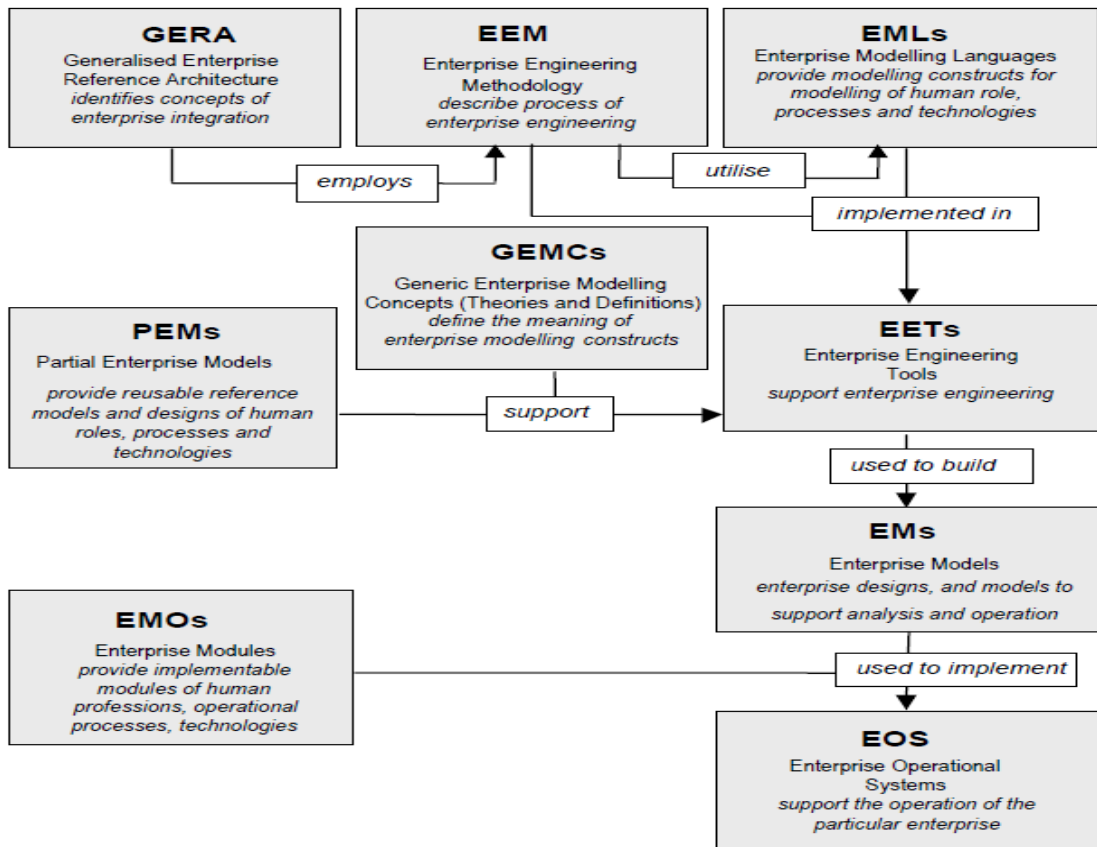 GERA
Generalised Enterprise
Reference Architecture
identifies concepts of
enterprise integration
EEM
Enterprise Engineering
Methodology
describe process of
enterprise engineering
EMLs
Enterprise Modelling Languages
provide modelling constructs for
modelling of human role,
processes and technologies
employs
utilise
implemented in
GEMCs
Generic Enterprise Modelling
Concepts (Theories and Definitions)
define the meaning of
enterprise modelling constructs
PEMs
Partial Enterprise Models
provide reusable reference
models and designs of human
roles, processes and
technologies
support
EETs
Enterprise Engineering
Tools
support enterprise engineering
used to build
EMs
Enterprise Models
enterprise designs, and models to
support analysis and operation
EMOs
Enterprise Modules
provide implementable
modules of human
professions, operational
processes, technologies
used to implement
EOS
Enterprise Operational
Systems
support the operation of the
particular enterprise